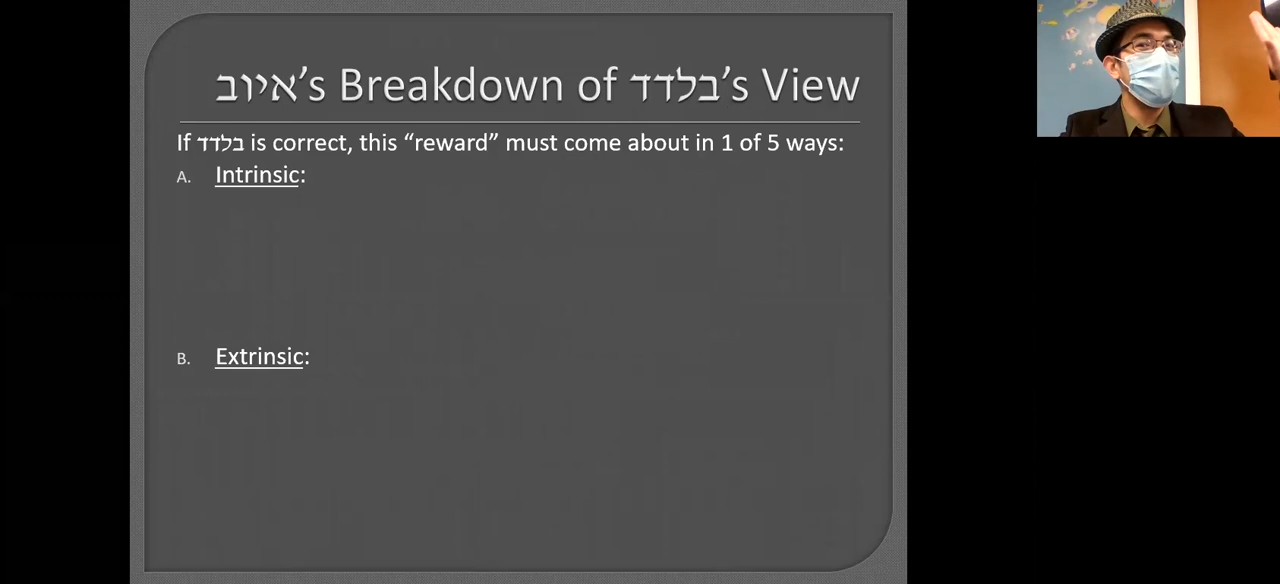 איוב’s Breakdown of בלדד’s View
If בלדד is correct, this “reward” must come about in 1 of 5 ways:
A. Intrinsic:
B. Extrinsic: